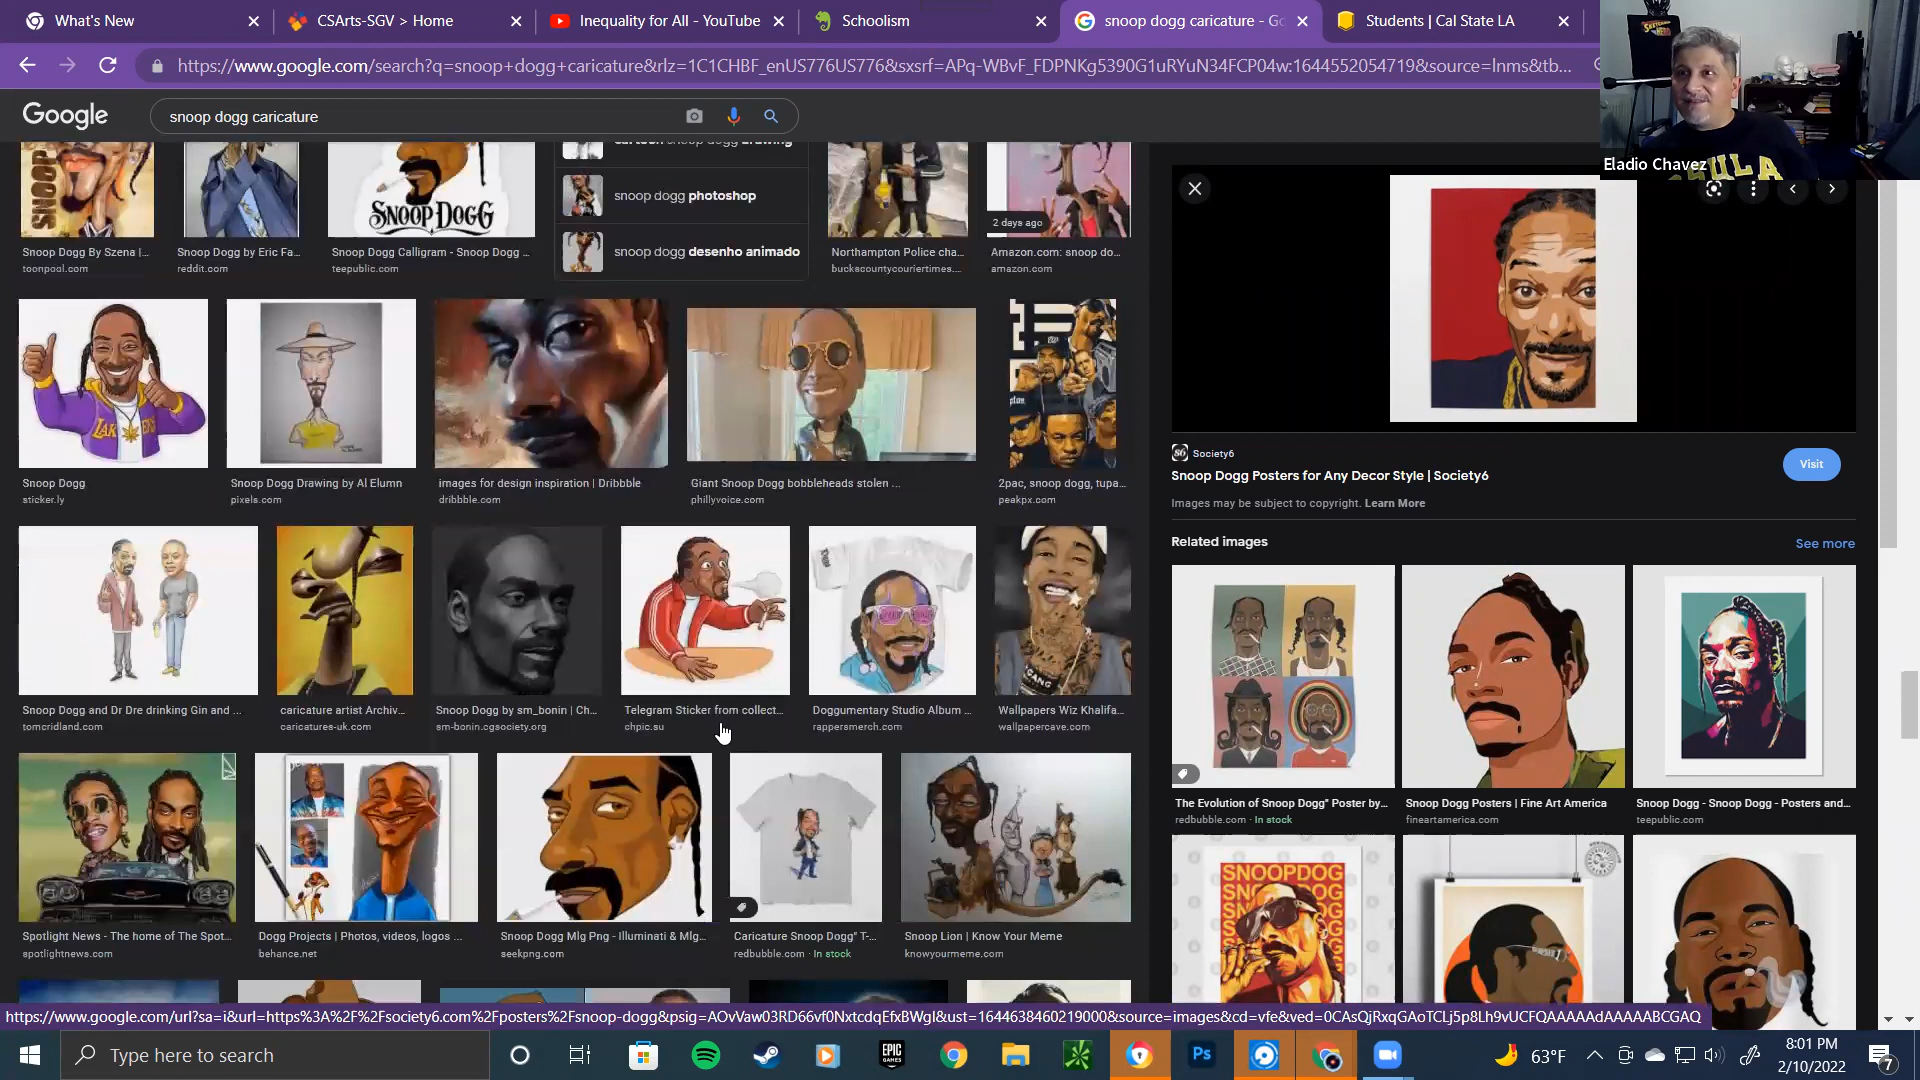 What's New
CSArts-SGV > Home
Inequality for All - YouTube
Schoolism
snoop dogg caricature - Go
Students | Cal State LA
https://www.google.com/search?q=snoop+dogg+caricature&rlz=1C1CHBF_enUS776US776&sxsrf=APq-WBvF_FDPNKg5390G1uRYuN34FCP04w:1644552054719&source=lnms&tb...
Google
snoop dogg caricature
Eladio Chavez
SNOOP
SNOOP DOGG
snoop dogg photoshop
snoop dogg desenho animado
2 days ago
Snoop Dogg By Szena |...
toonpool.com
Snoop Dogg by Eric Fa...
reddit.com
Snoop Dogg Calligram - Snoop Dogg ...
teepublic.com
Northampton Police cha...
buckscountycouriertimes....
Amazon.com: snoop do...
amazon.com
Snoop Dogg
sticker.ly
Snoop Dogg Drawing by Al Elumn
pixels.com
images for design inspiration | Dribbble
dribbble.com
Giant Snoop Dogg bobbleheads stolen ...
phillyvoice.com
2pac, snoop dogg, tupa...
peakpx.com
Snoop Dogg and Dr Dre drinking Gin and ...
tomcridland.com
caricature artist Archiv...
caricatures-uk.com
Snoop Dogg by sm_bonin | Ch...
sm-bonin.cgsociety.org
Telegram Sticker from collect...
chpic.su
Doggumentary Studio Album ...
rappersmerch.com
Wallpapers Wiz Khalifa...
wallpapercave.com
Spotlight News - The home of The Spot...
spotlightnews.com
Dogg Projects | Photos, videos, logos ...
behance.net
Snoop Dogg Mlg Png - Illuminati & Mlg...
seekpng.com
Caricature Snoop Dogg" T-...
redbubble.com · In stock
Snoop Lion | Know Your Meme
knowyourmeme.com
Society6
Snoop Dogg Posters for Any Decor Style | Society6
Visit
Images may be subject to copyright. Learn More
Related images
See more
The Evolution of Snoop Dogg" Poster by...
redbubble.com · In stock
Snoop Dogg Posters | Fine Art America
fineartamerica.com
Snoop Dogg - Snoop Dogg - Posters and...
teepublic.com
SNOOPDOGG
https://www.google.com/url?sa=i&url=https%3A%2F%2Fsociety6.com%2Fposters%2Fsnoop-dogg&psig=AOvVaw03RD66vf0NxtcdqEfxBWgI&ust=1644638460219000&source=images&cd=vfe&ved=0CAsQjRxqGAoTCLj5p8Lh9vUCFQAAAAAdAAAAABCGAQ
Type here to search
EPIC GAMES
Ps
63°F
8:01 PM
2/10/2022
7